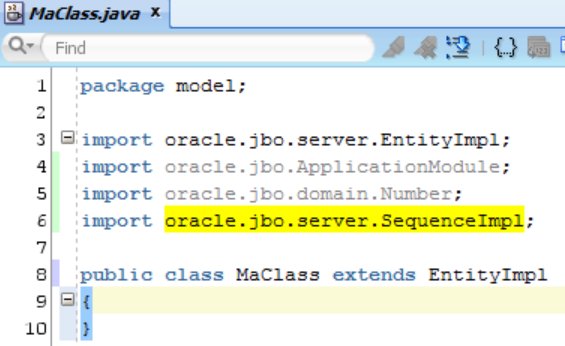 MaClass.java x
Find
1 package model;
2
3 import oracle.jbo.server.EntityImpl;
4 import oracle.jbo.ApplicationModule;
5 import oracle.jbo.domain.Number;
6 import oracle.jbo.server.SequenceImpl;
7
8 public class MaClass extends EntityImpl
9 {
10 }